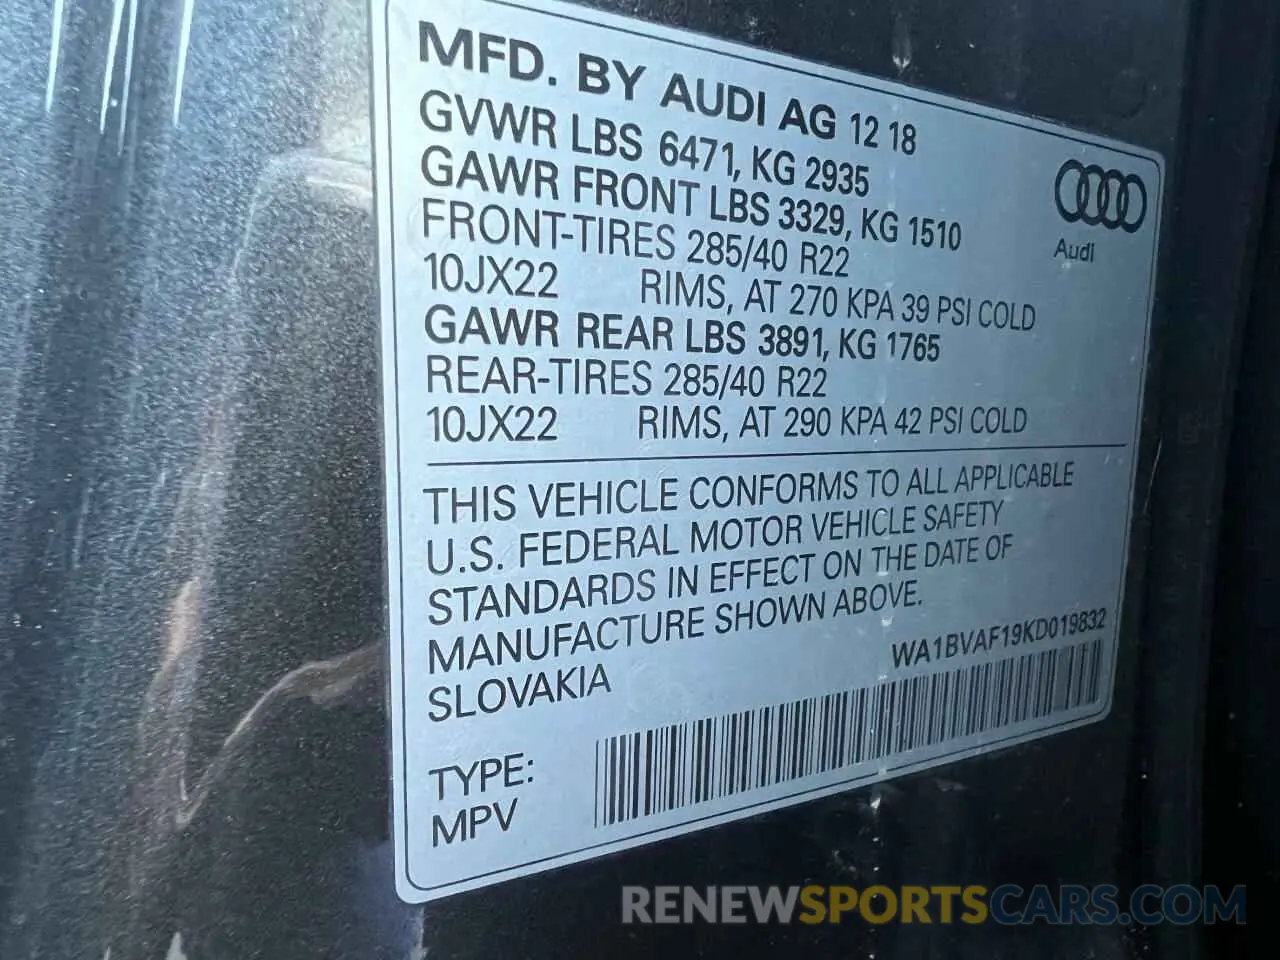 MFD. BY AUDI AG 12 18
GVWR LBS 6471, KG 2935
GAWR FRONT LBS 3329, KG 1510
FRONT-TIRES 285/40 R22
10JX22 RIMS, AT 270 KPA 39 PSI COLD
GAWR REAR LBS 3891, KG 1765
REAR-TIRES 285/40 R22
10JX22 RIMS, AT 290 KPA 42 PSI COLD
Audi
THIS VEHICLE CONFORMS TO ALL APPLICABLE
U.S. FEDERAL MOTOR VEHICLE SAFETY
STANDARDS IN EFFECT ON THE DATE OF
MANUFACTURE SHOWN ABOVE.
SLOVAKIA
WA1BVAF19KD019832
TYPE:
MPV
RENEWSPORTSCARS.COM